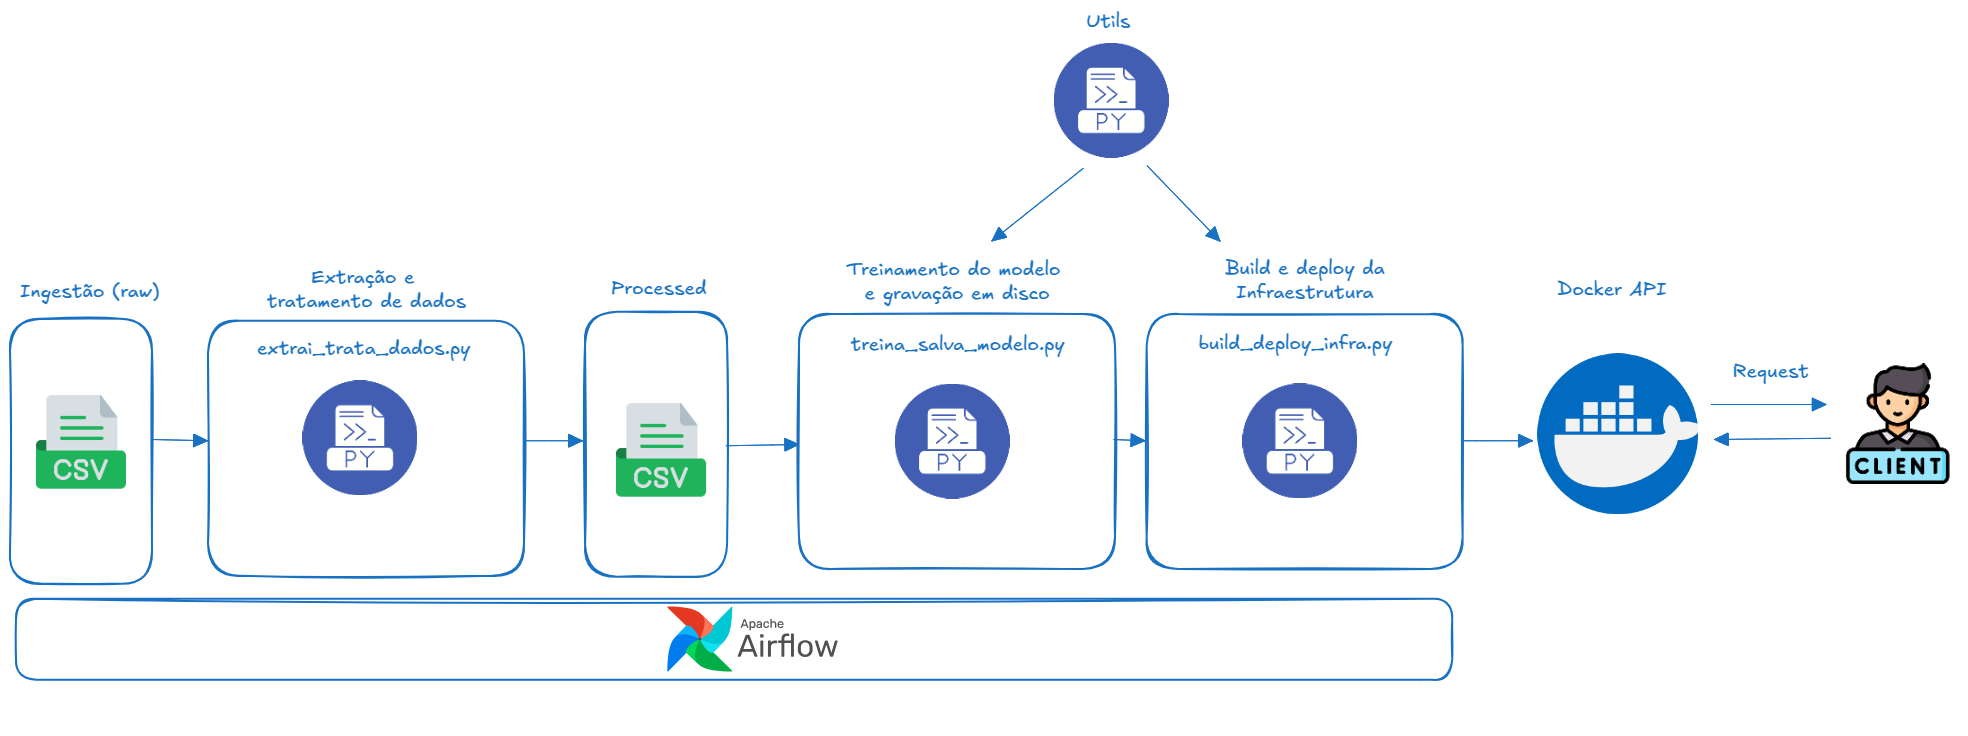 Utils
>>_
PY
Ingestão (raw)
CSV
Extração e
tratamento de dados
extrai_trata_dados.py
>>_
PY
Processed
CSV
Treinamento do modelo
e gravação em disco
treina_salva_modelo.py
>>_
PY
Build e deploy da
Infraestrutura
build_deploy_infra.py
>>_
PY
Docker API
Request
CLIENT
Apache
Airflow